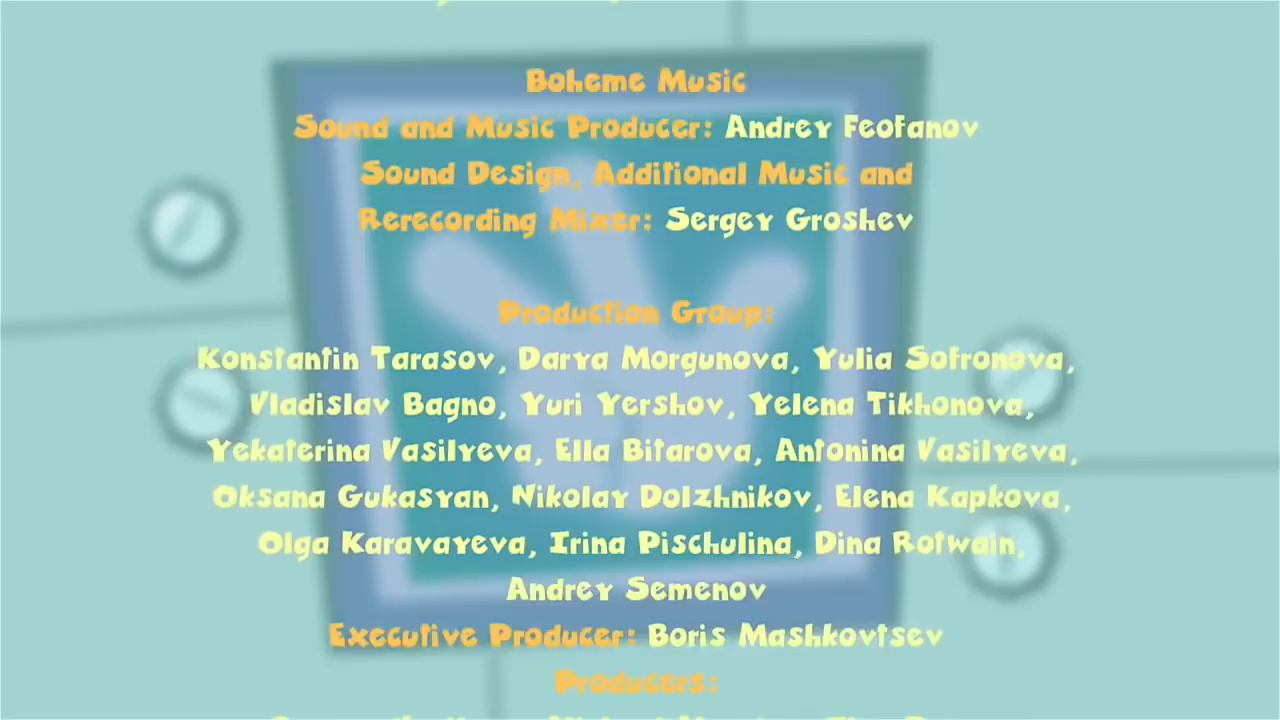 Boheme Music
Sound and Music Producer: Andrey Feofanov
Sound Design, Additional Music and
Rerecording Mixer: Sergey Groshev
Production Group:
Konstantin Tarasov, Darya Morgunova, Yulia Sofronova,
Vladislav Bagno, Yuri Yershov, Yelena Tikhonova,
Yekaterina Vasilyeva, Ella Bitarova, Antonina Vasilyeva,
Oksana Gukasyan, Nikolay Dolzhnikov, Elena Kapkova,
Olga Karavayeva, Irina Pischulina, Dina Rotwain,
Andrey Semenov
Executive Producer: Boris Mashkovtsev
Producers: